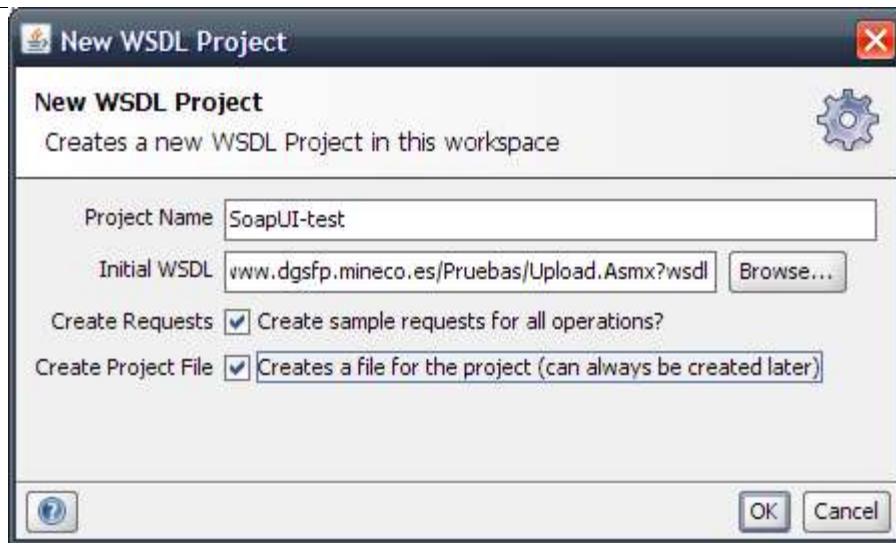 New WSDL Project
New WSDL Project
Creates a new WSDL Project in this workspace
Project Name SoapUI-test
Initial WSDL www.dgsfp.mineco.es/Pruebas/Upload.Asmx?wsdl Browse...
Create Requests Create sample requests for all operations?
Create Project File Creates a file for the project (can always be created later)
OK Cancel